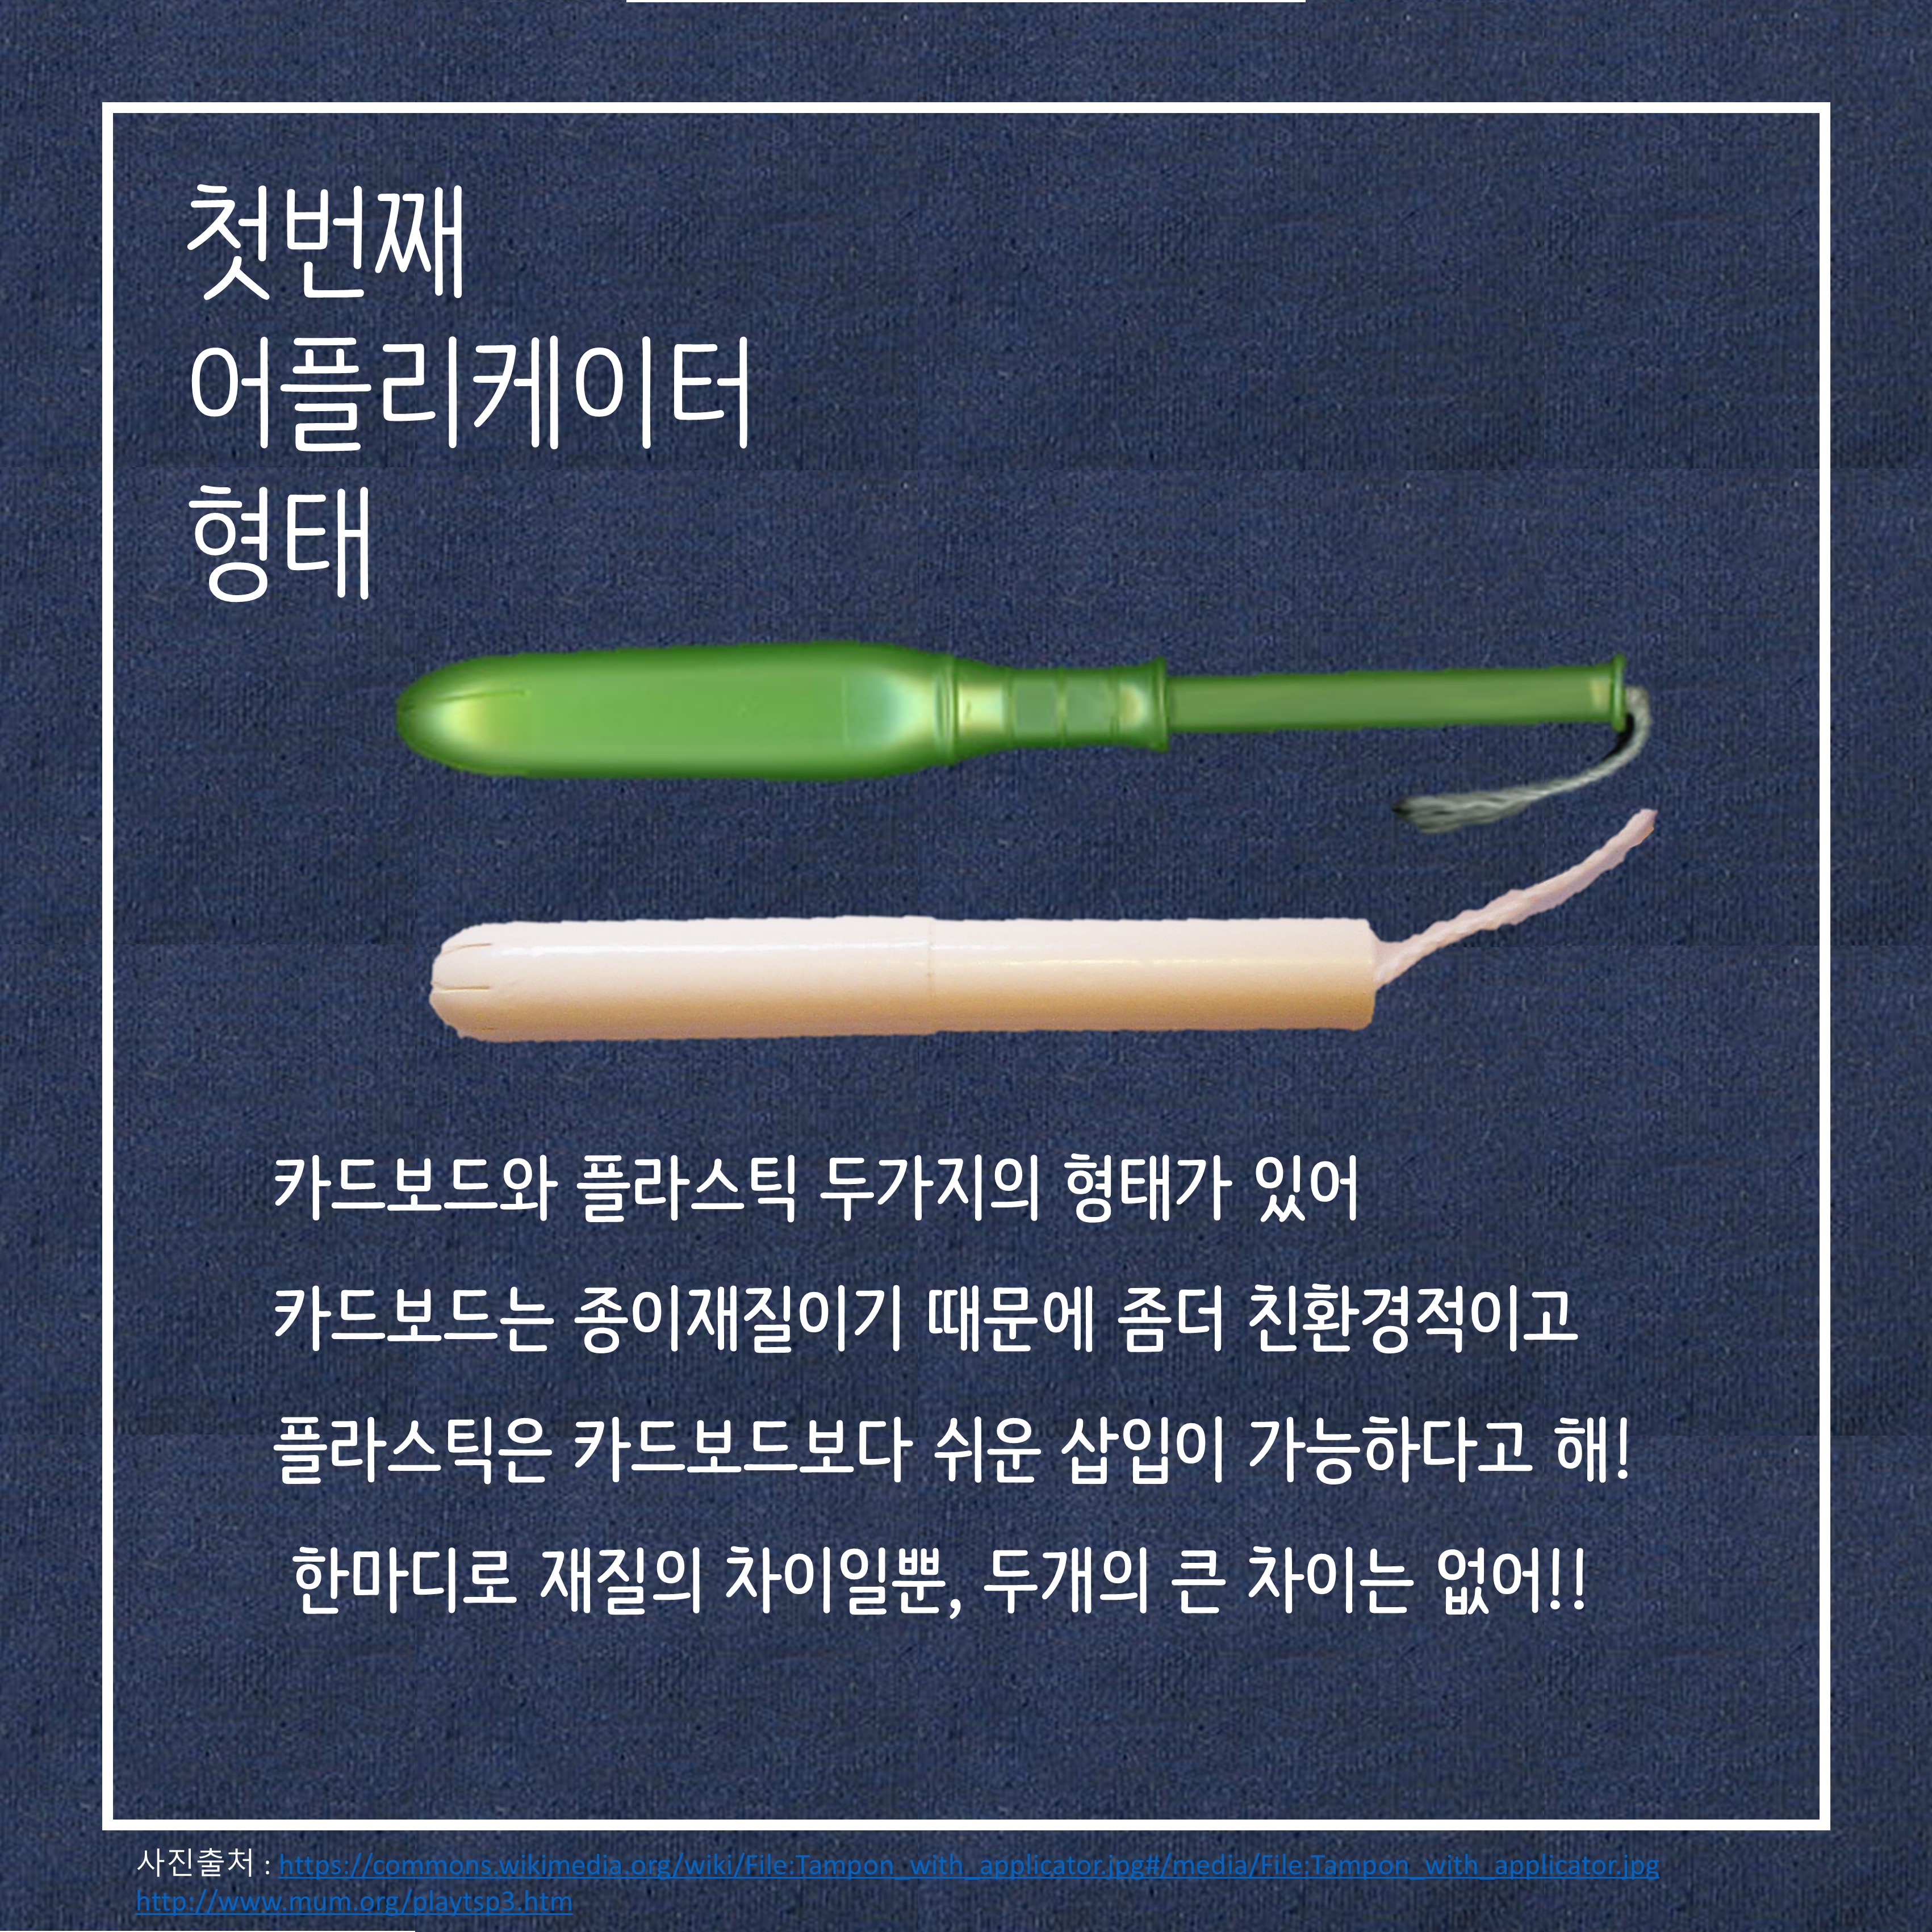 첫번째
어플리케이터
형태
카드보드와 플라스틱 두가지의 형태가 있어
카드보드는 종이재질이기 때문에 좀더 친환경적이고
플라스틱은 카드보드보다 쉬운 삽입이 가능하다고 해!
한마디로 재질의 차이일뿐, 두개의 큰 차이는 없어!!
사진출처 : https://commons.wikimedia.org/wiki/File:Tampon_with_applicator.jpg#/media/File:Tampon_with_applicator.jpg
http://www.mum.org/playtsp3.htm